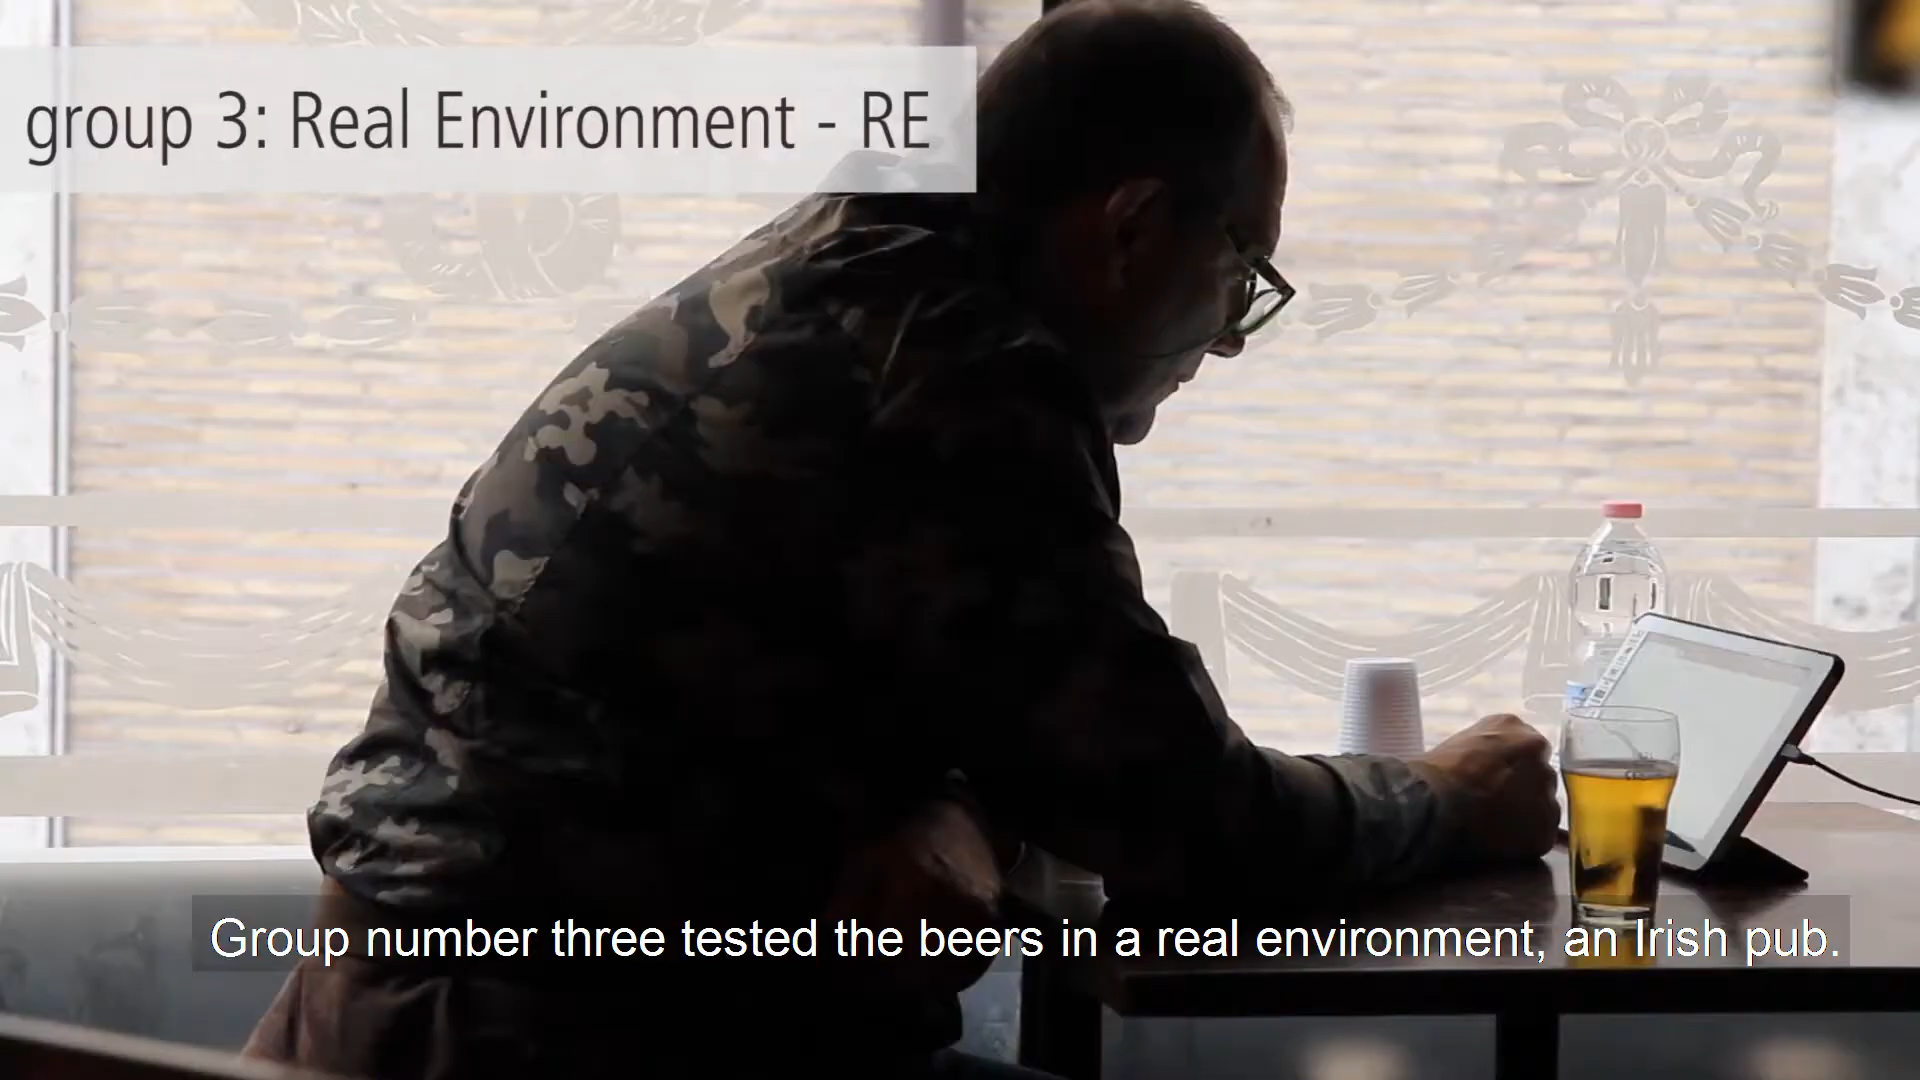 group 3: Real Environment - RE
Group number three tested the beers in a real environment, an Irish pub.